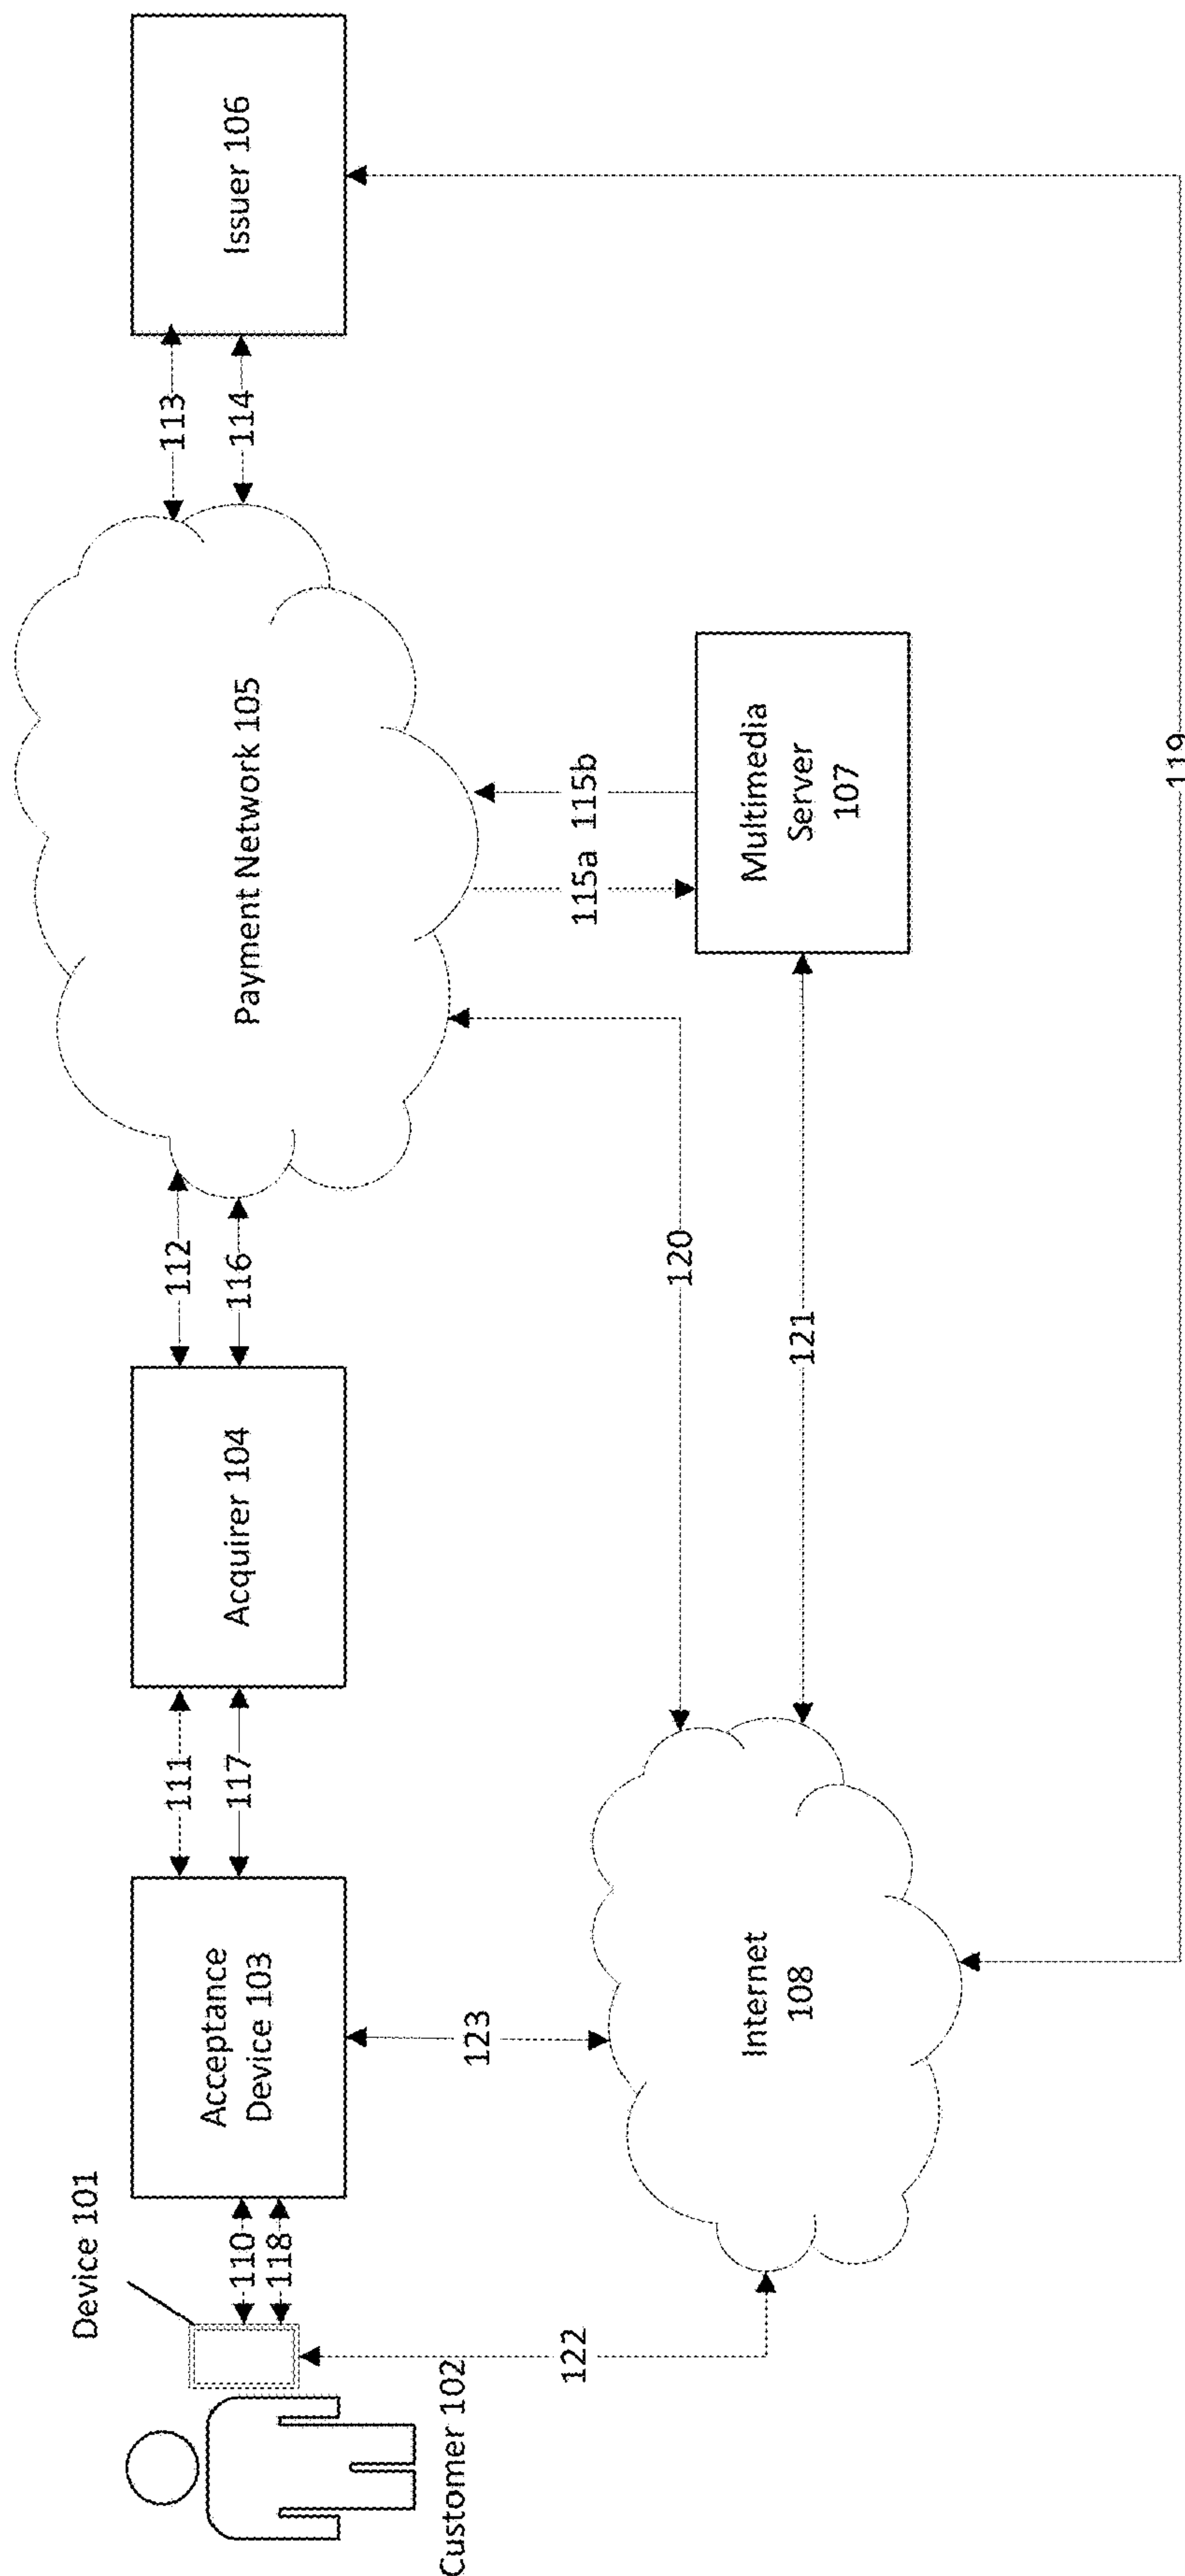 Device 101
Customer 102
110
118
Acceptance
Device 103
111
117
Acquirer 104
112
116
Payment Network 105
113
114
Issuer 106
115a
115b
Multimedia
Server
107
122
123
Internet
108
120
121
119